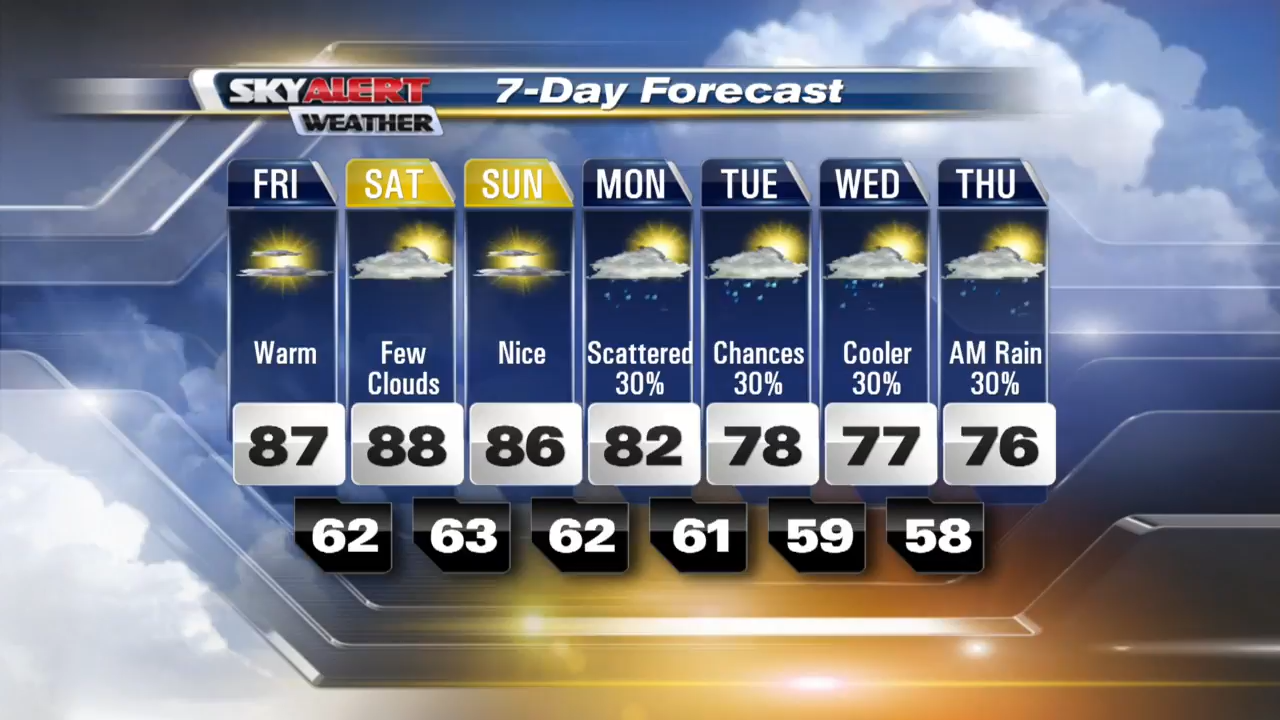 SKYALERT
WEATHER
7-Day Forecast
FRI SAT SUN MON TUE WED THU
Warm Few Nice Scattered Chances Cooler AM Rain
Clouds 30% 30% 30% 30%
87 88 86 82 78 77 76
62 63 62 61 59 58